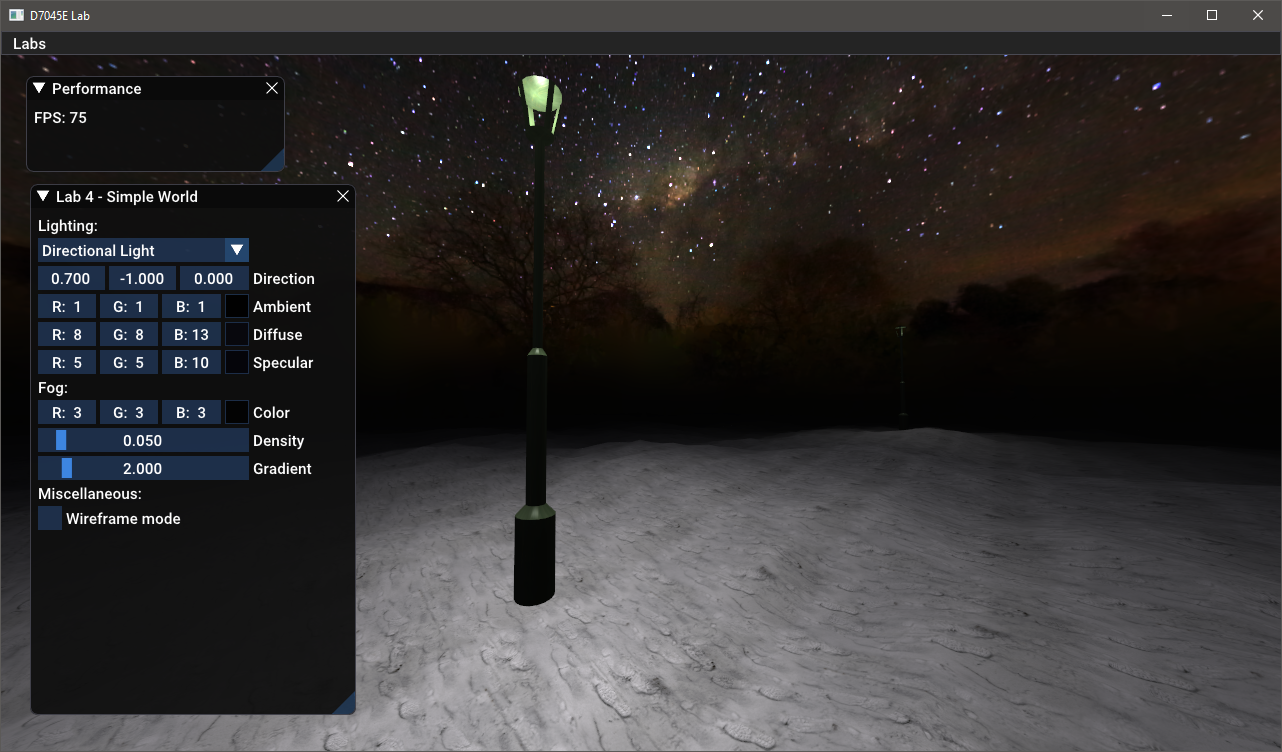 D7045E Lab
Labs
Performance
FPS: 75
Lab 4 - Simple World
Lighting:
Directional Light
0.700 -1.000 0.000 Direction
R: 1 G: 1 B: 1 Ambient
R: 8 G: 8 B: 13 Diffuse
R: 5 G: 5 B: 10 Specular
Fog:
R: 3 G: 3 B: 3 Color
0.050 Density
2.000 Gradient
Miscellaneous:
Wireframe mode